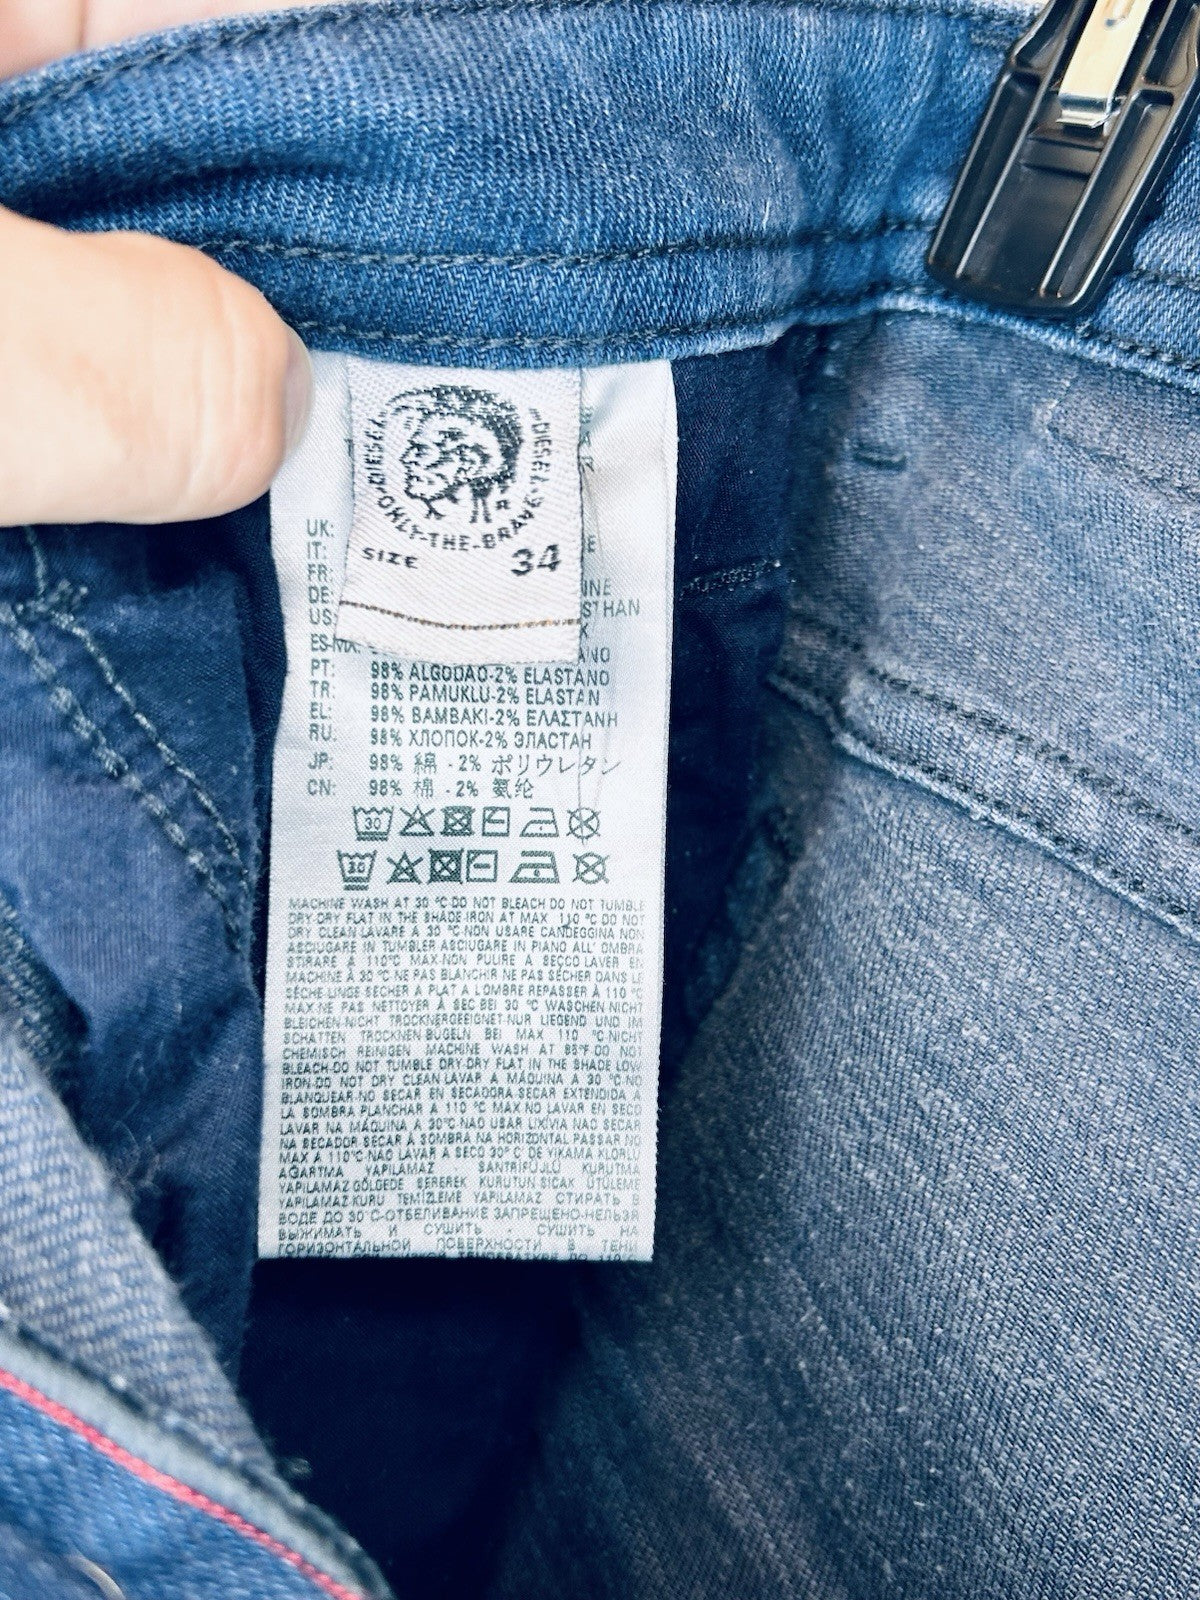 DIESEL
ONLY-THE-BRAVE
DIESEL
SIZE 34
UK:
IT:
FR:
DE:
US:
ES-MX:
ANO
PT: 98% ALGODAO-2% ELASTANO
TR: 98% PAMUKLU-2% ELASTAN
EL: 98% BAMBAKI-2% ΕΛΑΣΤΑΝΗ
RU: 98% ХЛОПОК-2% ЭЛАСТАН
JP: 98% 綿 - 2% ポリウレタン
CN: 98% 棉 - 2% 氨纶
30
30
MACHINE WASH AT 30 °C-DO NOT BLEACH-DO NOT TUMBLE
DRY-DRY FLAT IN THE SHADE-IRON AT MAX 110 °C-DO NOT
DRY CLEAN-LAVARE A 30 °C-NON USARE CANDEGGINA-NON
ASCIUGARE IN TUMBLER-ASCIUGARE IN PIANO ALL' OMBRA
STIRARE A 110°C MAX-NON PULIRE A SECCO-LAVER EN
MACHINE À 30 °C-NE PAS BLANCHIR-NE PAS SÉCHER DANS LE
SÈCHE-LINGE-SECHER A PLAT A L OMBRE-REPASSER À 110 °C
MAX-NE PAS NETTOYER À SEC-BEI 30 °C WASCHEN-NICHT
BLEICHEN-NICHT TROCKNERGEEIGNET-NUR LIEGEND UND IM
SCHATTEN TROCKNEN-BÜGELN BEI MAX 110 °C-NICHT
CHEMISCH REINIGEN MACHINE WASH AT 85°F-DO NOT
BLEACH-DO NOT TUMBLE DRY-DRY FLAT IN THE SHADE-LOW
IRON-DO NOT DRY CLEAN-LAVAR A MÁQUINA A 30 °C-NO
BLANQUEAR-NO SECAR EN SECADORA-SECAR EXTENDIDA A
LA SOMBRA-PLANCHAR A 110 °C MAX-NO LAVAR EN SECO
LAVAR NA MÁQUINA A 30°C-NAO USAR LIXÍVIA-NAO SECAR
NA SECADOR-SECAR À SOMBRA NA HORIZONTAL-PASSAR NO
MAX A 110°C-NÃO LAVAR A SECO 30° C' DE YIKAMA KLORLU
AĞARTMA YAPILAMAZ - SANTRİFÜJLÜ KURUTMA
YAPILAMAZ-GÖLGEDE SEREREK KURUTUN-SICAK ÜTÜLEME
YAPILAMAZ-KURU TEMİZLEME YAPILAMAZ СТИРАТЬ В
ВОДЕ ДО 30 С-ОТБЕЛИВАНИЕ ЗАПРЕЩЕНО-НЕЛЬЗЯ
ВЫЖИМАТЬ И СУШИТЬ - СУШИТЬ НА
ГОРИЗОНТАЛЬНОЙ ПОВЕРХНОСТИ В ТЕНИ